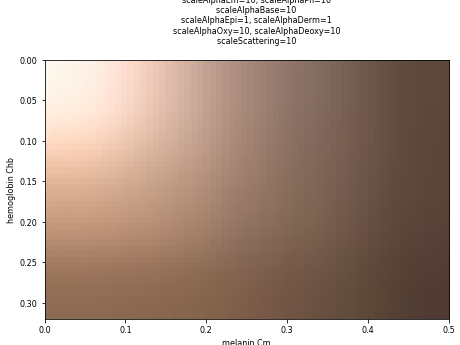 scaleAlphaEm=10, scaleAlphaPh=10
scaleAlphaBase=10
scaleAlphaEpi=1, scaleAlphaDerm=1
scaleAlphaOxy=10, scaleAlphaDeoxy=10
scaleScattering=10
0.00
0.05
0.10
0.15
0.20
0.25
0.30
hemoglobin Chb
0.0 0.1 0.2 0.3 0.4 0.5
melanin Cm